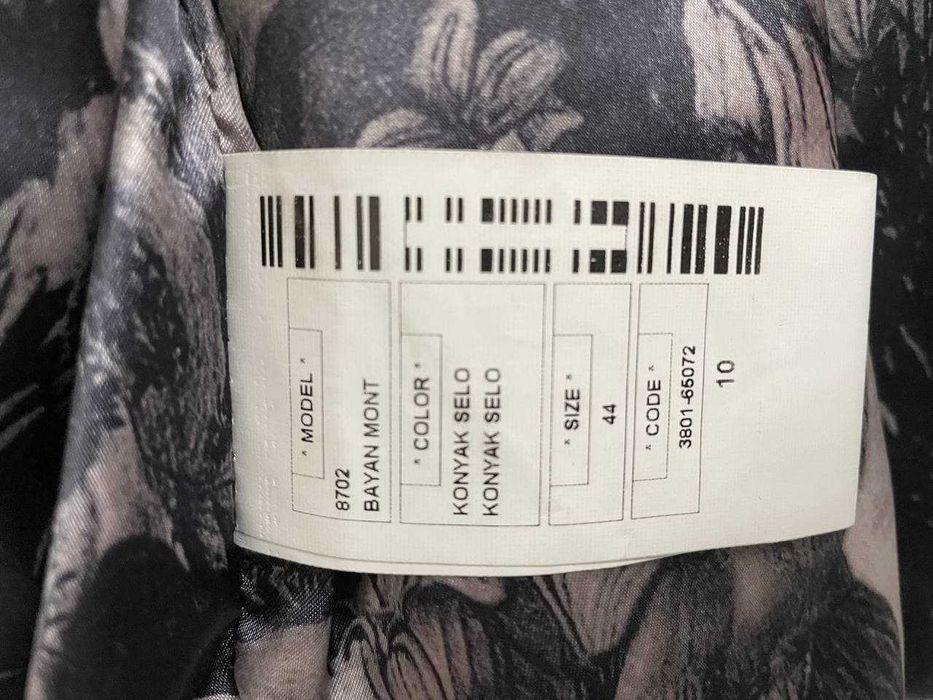 * MODEL *
8702
BAYAN MONT
* COLOR *
KONYAK SELO
KONYAK SELO
* SIZE *
44
* CODE *
3801-65072
10